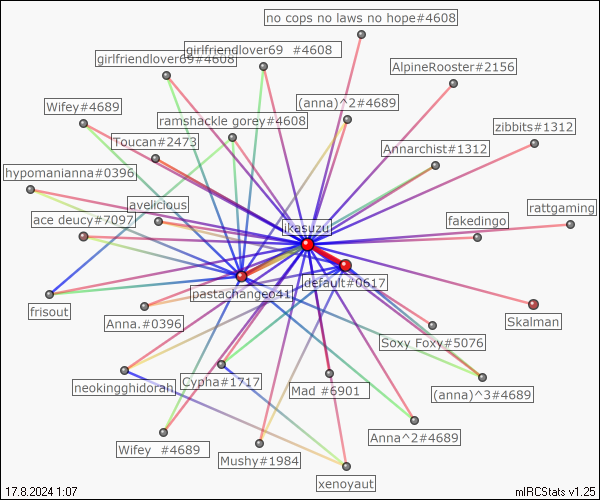 no cops no laws no hope#4608
girlfriendlover69 #4608
girlfriendlover69#4608
AlpineRooster#2156
Wifey#4689
(anna)^2#4689
ramshackle gorey#4608
zibbits#1312
Toucan#2473
Annarchist#1312
hypomanianna#0396
ayelicious
rattgaming
ace deucy#7097
fakedingo
ikasuzu
default#0617
pastachangeo411
frisout
Skalman
Anna.#0396
Soxy Foxy#5076
neokingghidorah
Cypha#1717
Mad #6901
(anna)^3#4689
Anna^2#4689
Wifey #4689
Mushy#1984
xenoyaut
17.8.2024 1:07
mIRCStats v1.25